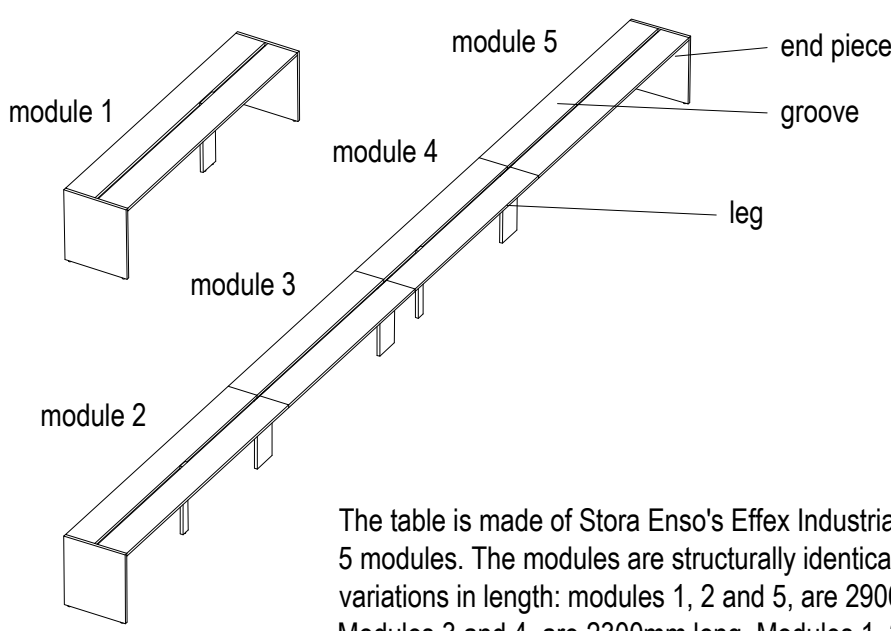 module 5
end piece
module 1
groove
module 4
leg
module 3
module 2
The table is made of Stora Enso's Effex Industria
5 modules. The modules are structurally identica
variations in length: modules 1, 2 and 5, are 290
Modules 3 and 4, are 2300mm long. Modules 1,